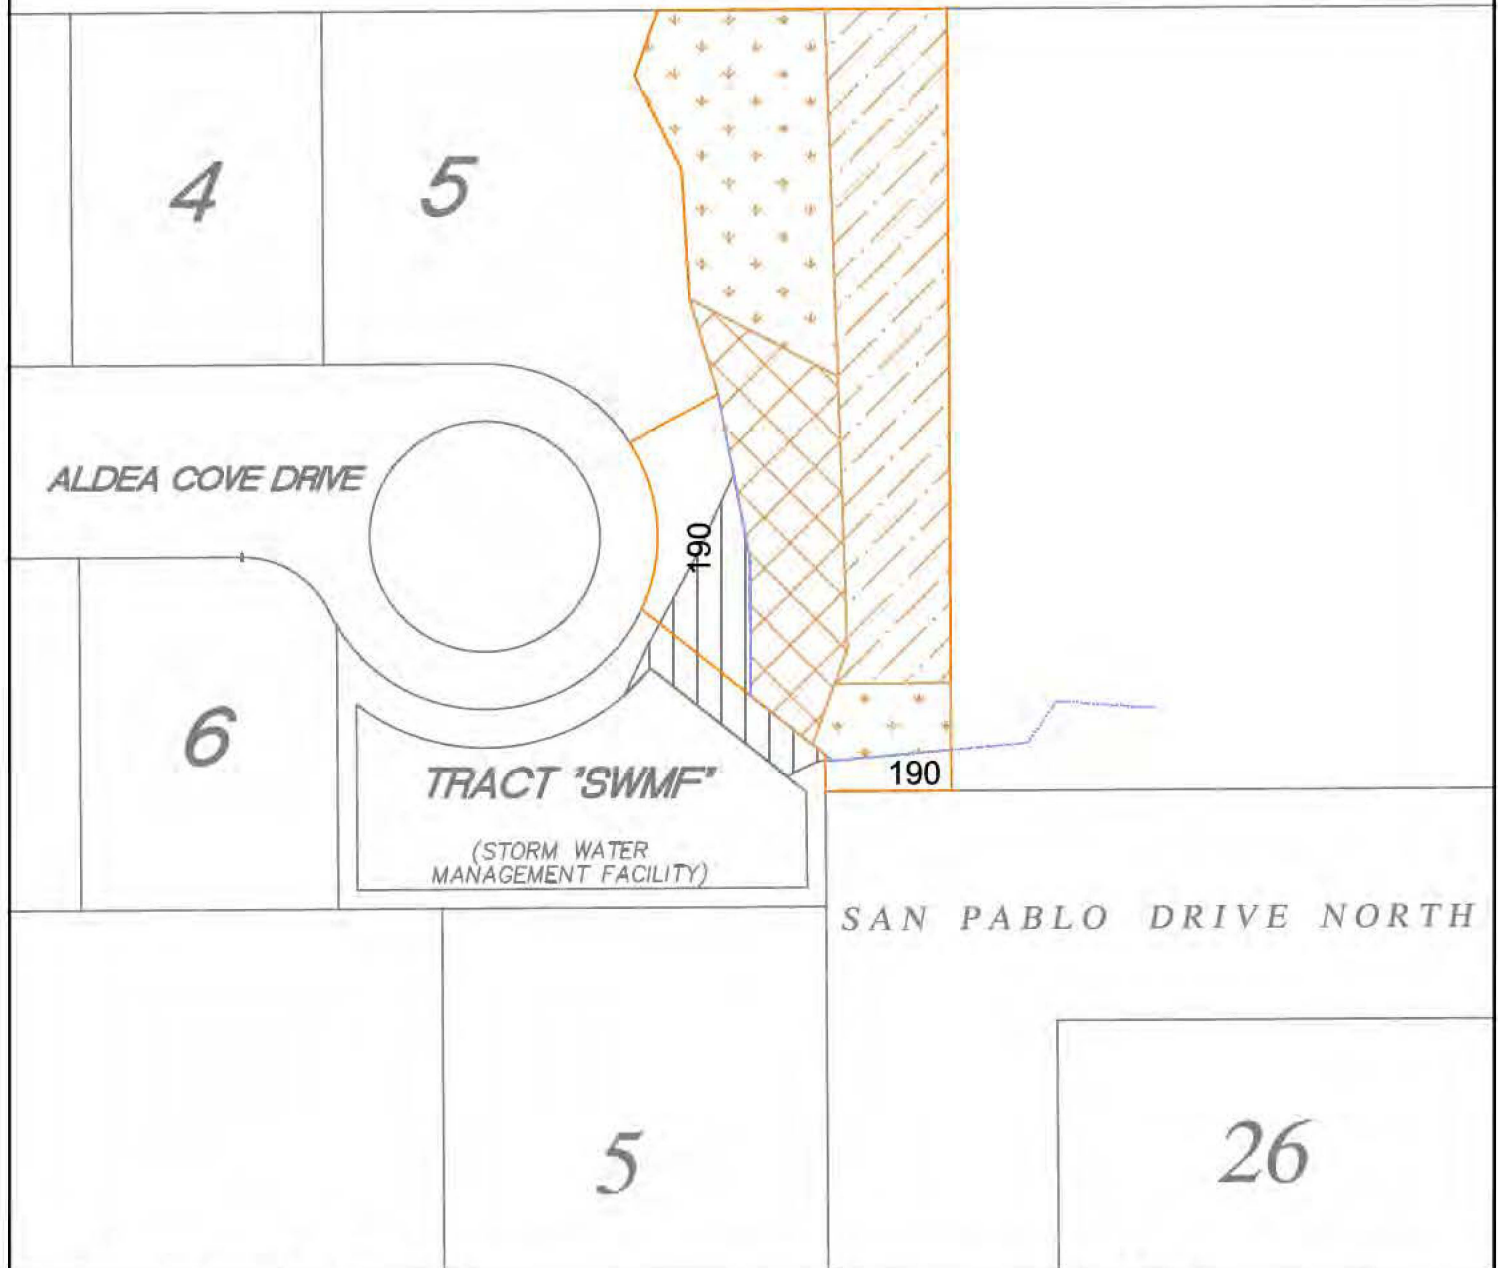 4
5
ALDEA COVE DRIVE
190
6
TRACT "SWMF"
190
(STORM WATER
MANAGEMENT FACILITY)
SAN PABLO DRIVE NORTH
5
26